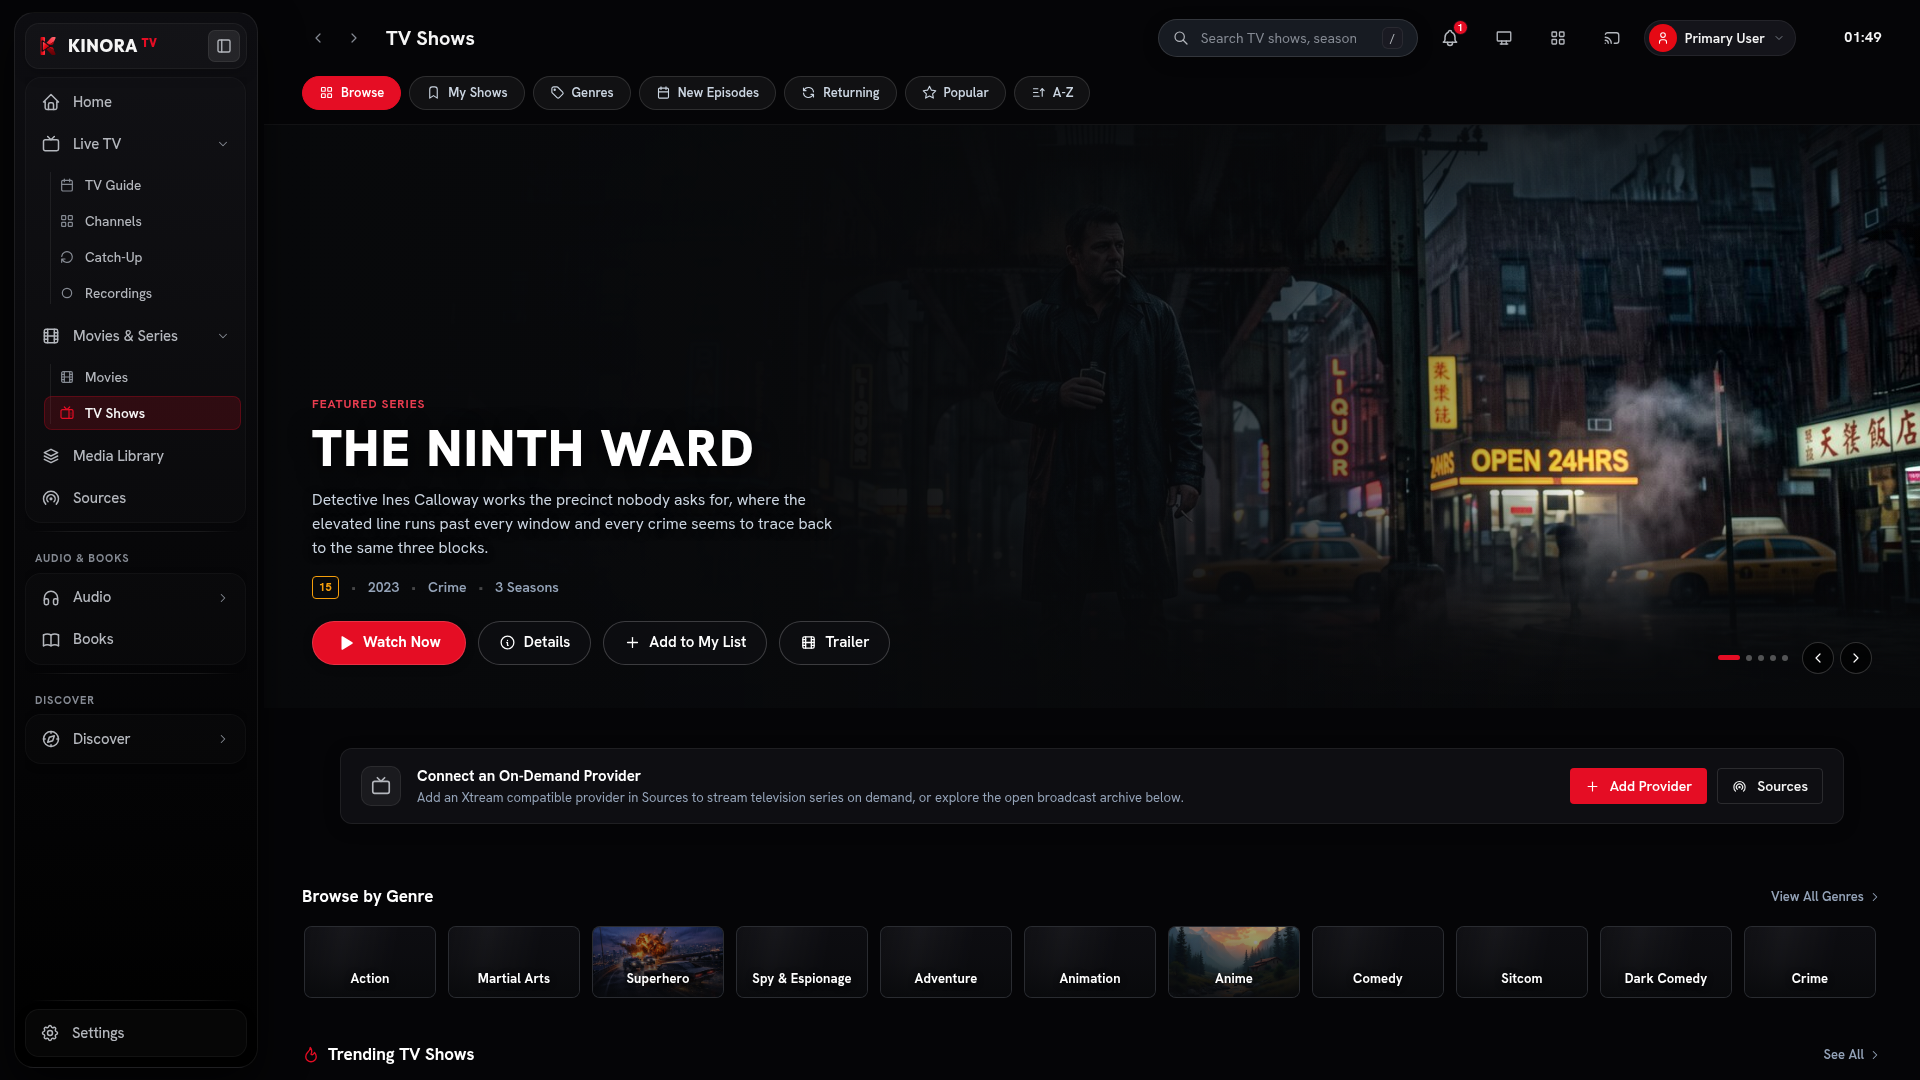 KINORA TV
Home
Live TV
TV Guide
Channels
Catch-Up
Recordings
Movies & Series
Movies
TV Shows
Media Library
Sources
AUDIO & BOOKS
Audio
Books
DISCOVER
Discover
Settings
TV Shows
Search TV shows, season
/
1
Primary User
01:49
Browse
My Shows
Genres
New Episodes
Returning
Popular
A-Z
LIQUOR
OPEN 24HRS
24HRS
天
飯店
FEATURED SERIES
THE NINTH WARD
Detective Ines Calloway works the precinct nobody asks for, where the
elevated line runs past every window and every crime seems to trace back
to the same three blocks.
15 • 2023 • Crime • 3 Seasons
Watch Now
Details
Add to My List
Trailer
Connect an On-Demand Provider
Add an Xtream compatible provider in Sources to stream television series on demand, or explore the open broadcast archive below.
Add Provider
Sources
Browse by Genre
View All Genres
Action
Martial Arts
Superhero
Spy & Espionage
Adventure
Animation
Anime
Comedy
Sitcom
Dark Comedy
Crime
Trending TV Shows
See All